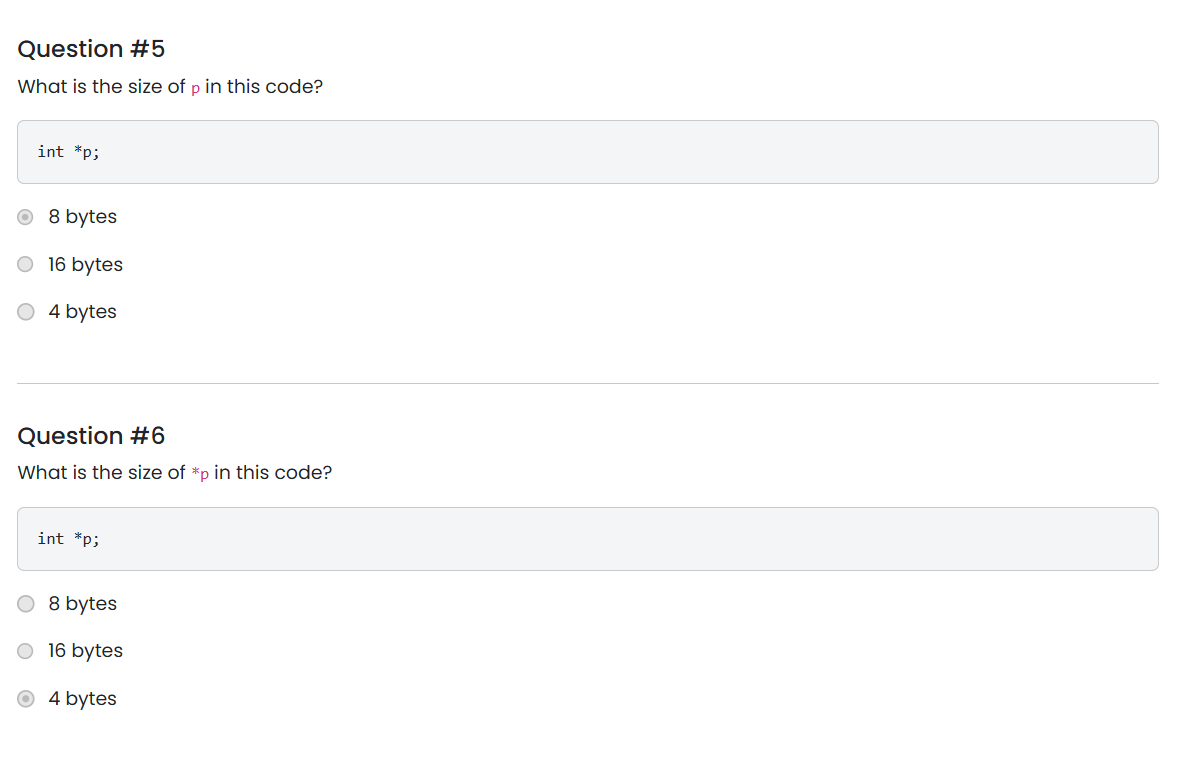 Question #5
What is the size of p in this code?
int *p;
8 bytes
16 bytes
4 bytes
Question #6
What is the size of *p in this code?
int *p;
8 bytes
16 bytes
4 bytes